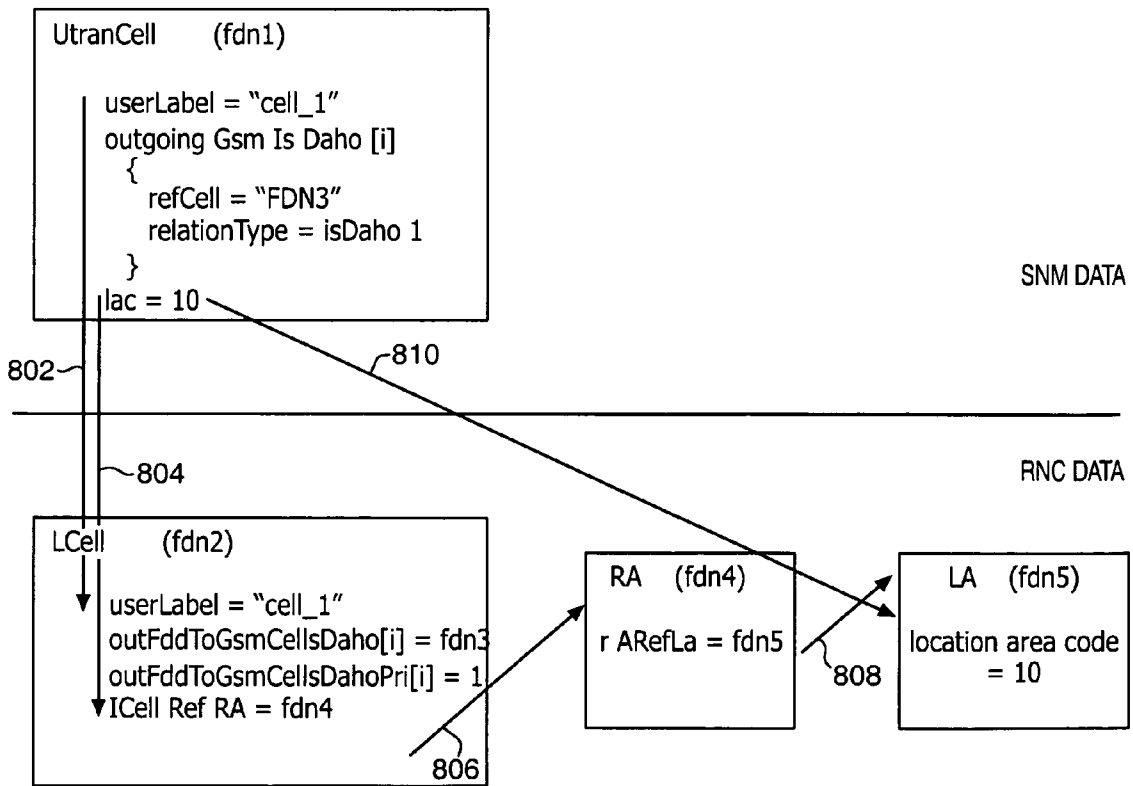 UtranCell (fdn1)
userLabel = “cell_1”
outgoing Gsm Is Daho [i]
{
refCell = “FDN3”
relationType = isDaho 1
}
lac = 10
SNM DATA
802
810
804
RNC DATA
LCell (fdn2)
userLabel = “cell_1”
outFddToGsmCellsDaho[i] = fdn3
outFddToGsmCellsDahoPri[i] = 1
lCell Ref RA = fdn4
806
RA (fdn4)
r ARefLa = fdn5
808
LA (fdn5)
location area code
= 10